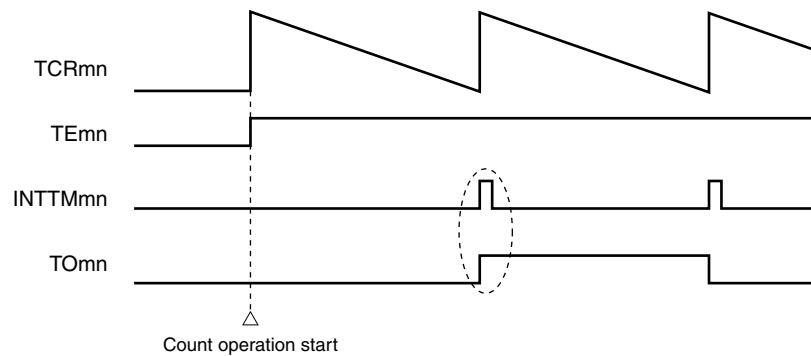 TCRmn
TEmn
INTTMmn
TOmn
Count operation start